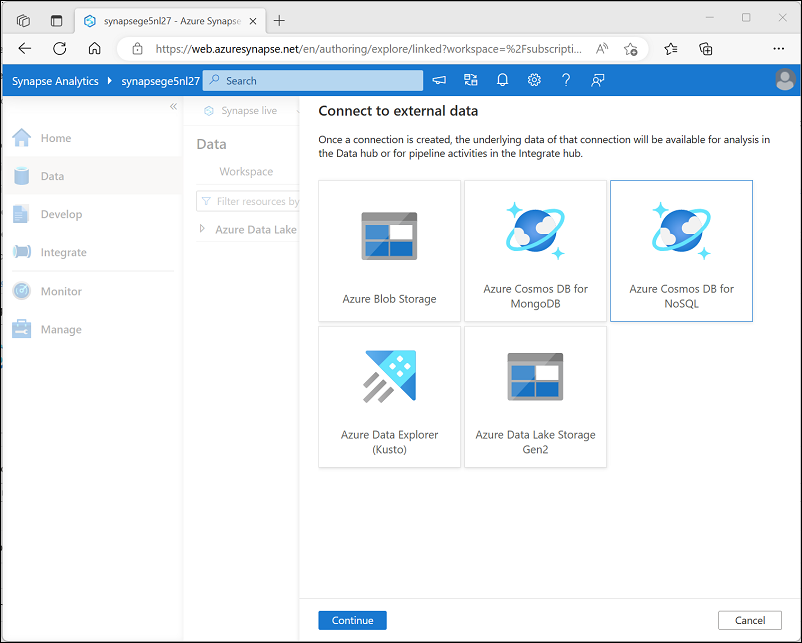 synapsege5nl27 - Azure Synapse
https://web.azuresynapse.net/en/authoring/explore/linked?workspace=%2Fsubscripti...
Synapse Analytics
synapsege5nl27
Search
Synapse live
Home
Data
Develop
Integrate
Monitor
Manage
Data
Workspace
Filter resources by
Azure Data Lake
Connect to external data
Once a connection is created, the underlying data of that connection will be available for analysis in
the Data hub or for pipeline activities in the Integrate hub.
Azure Blob Storage
Azure Cosmos DB for
MongoDB
Azure Cosmos DB for
NoSQL
Azure Data Explorer
(Kusto)
Azure Data Lake Storage
Gen2
Continue
Cancel